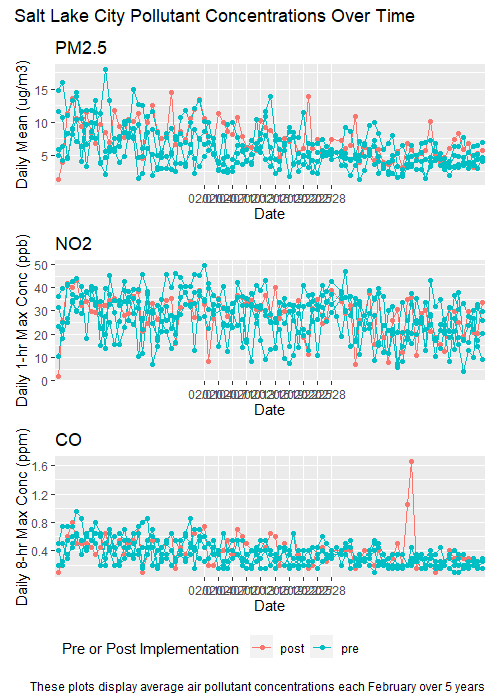 Salt Lake City Pollutant Concentrations Over Time
PM2.5
Daily Mean (ug/m3)
15
10
5
Date
NO2
Daily 1-hr Max Conc (ppb)
50
40
30
20
10
0
Date
CO
Daily 8-hr Max Conc (ppm)
1.6
1.2
0.8
0.4
Date
Pre or Post Implementation post pre
These plots display average air pollutant concentrations each February over 5 years